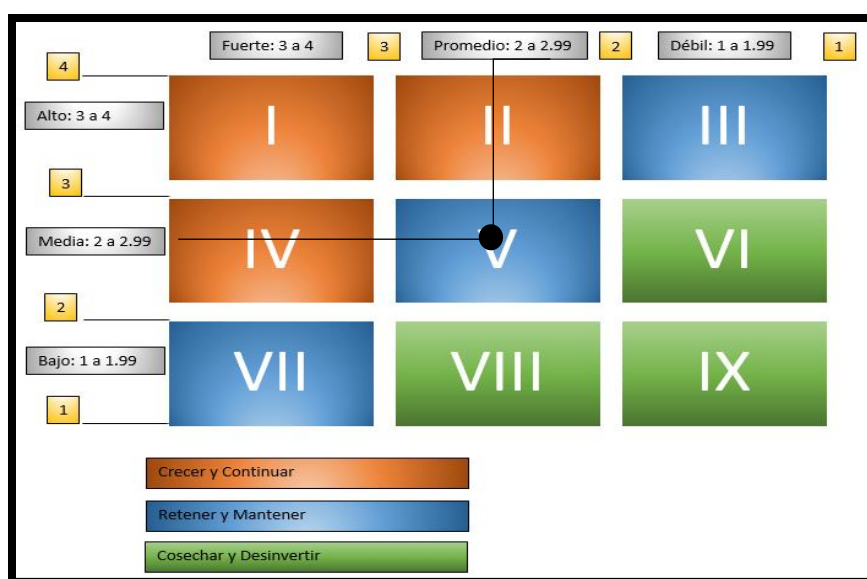 Fuerte: 3 a 4
3
Promedio: 2 a 2.99
2
Débil: 1 a 1.99
1
4
Alto: 3 a 4
I
II
III
3
Media: 2 a 2.99
IV
V
VI
2
Bajo: 1 a 1.99
VII
VIII
IX
1
Crecer y Continuar
Retener y Mantener
Cosechar y Desinvertir